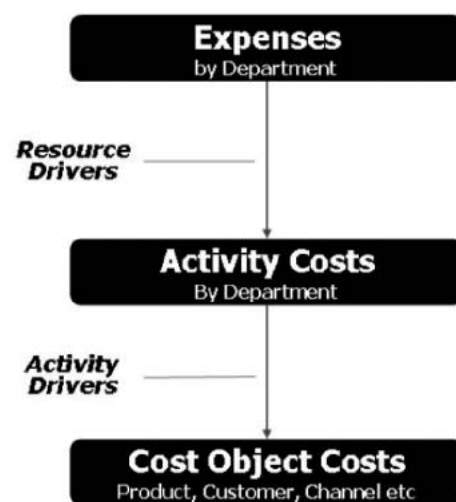 Expenses
by Department
Resource
Drivers
Activity Costs
By Department
Activity
Drivers
Cost Object Costs
Product, Customer, Channel etc